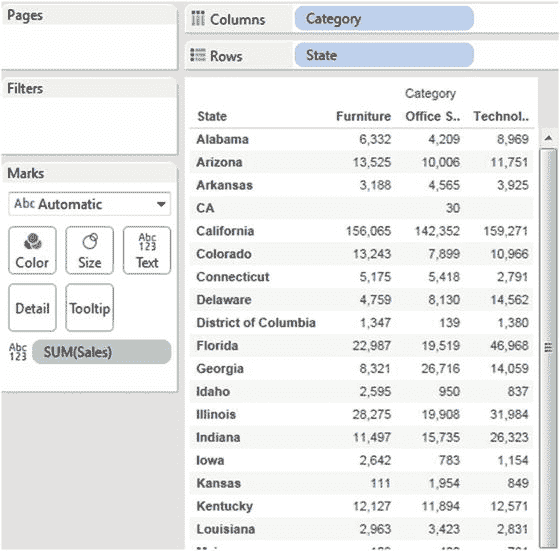 Pages
Columns Category
Rows State
Filters
Marks
Abc Automatic
Color Size Abc 123 Text
Detail Tooltip
Abc 123 SUM(Sales)
Category
State Furniture Office S.. Technol..
Alabama 6,332 4,209 8,969
Arizona 13,525 10,006 11,751
Arkansas 3,188 4,565 3,925
CA 30
California 156,065 142,352 159,271
Colorado 13,243 7,899 10,966
Connecticut 5,175 5,418 2,791
Delaware 4,759 8,130 14,562
District of Columbia 1,347 139 1,380
Florida 22,987 19,519 46,968
Georgia 8,321 26,716 14,059
Idaho 2,595 950 837
Illinois 28,275 19,908 31,984
Indiana 11,497 15,735 26,323
Iowa 2,642 783 1,154
Kansas 111 1,954 849
Kentucky 12,127 11,894 12,571
Louisiana 2,963 3,423 2,831